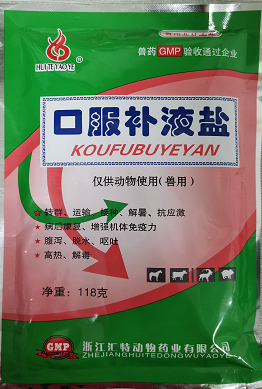 HUITEYAOYE
兽药GMP验收通过企业
口服补液盐
KOUFUBUYEYAN
仅供动物使用(兽用)
转群、运输、接种、解暑、抗应激
病后康复、增强机体免疫力
腹泻、脱水、呕吐
高热、解毒
净重：118克
GMP 浙江汇特动物药业有限公司
ZHEJIANGHUITEDONGWUYAOYE